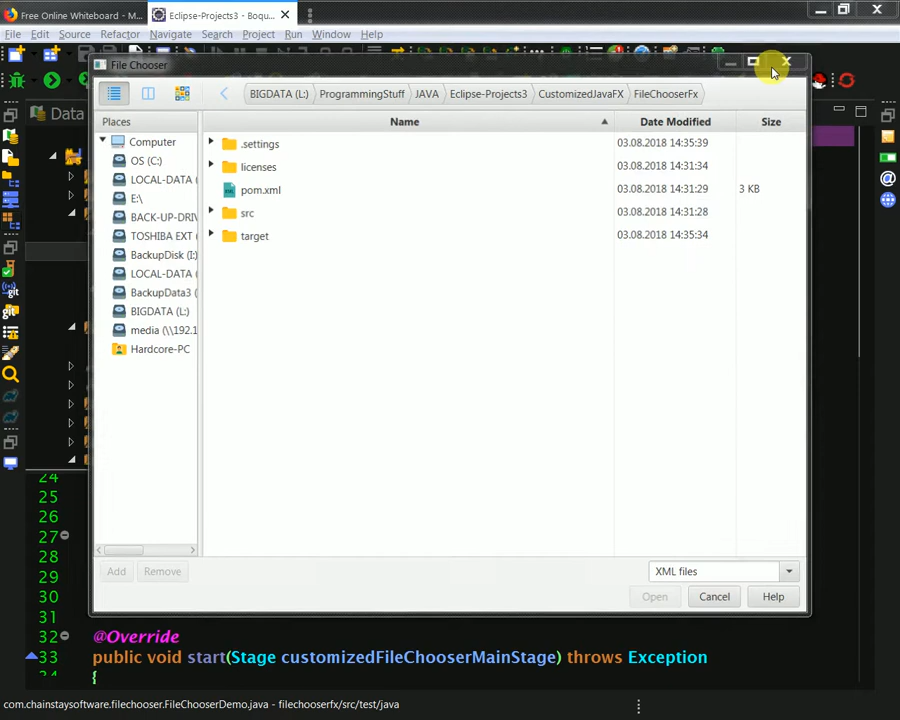 Free Online Whiteboard - M...
Eclipse-Projects3 - Boqu...
File Edit Source Refactor Navigate Search Project Run Window Help
File Chooser
Data
BIGDATA (L:) ProgrammingStuff JAVA Eclipse-Projects3 CustomizedJavaFX FileChooserFx
Places
Name Date Modified Size
Computer
OS (C:)
LOCAL-DATA (
E:\
BACK-UP-DRIV
TOSHIBA EXT (
BackupDisk (I:)
LOCAL-DATA (
BackupData3 (
BIGDATA (L:)
media (\\192.1
Hardcore-PC
.settings 03.08.2018 14:35:39
licenses 03.08.2018 14:31:34
pom.xml 03.08.2018 14:31:29 3 KB
src 03.08.2018 14:31:28
target 03.08.2018 14:35:34
git
git
Add Remove
XML files
Open Cancel Help
24
25
26
27
28
29
30
31
32 @Override
33 public void start(Stage customizedFileChooserMainStage) throws Exception
34 {
com.chainstaysoftware.filechooser.FileChooserDemo.java - filechooserfx/src/test/java